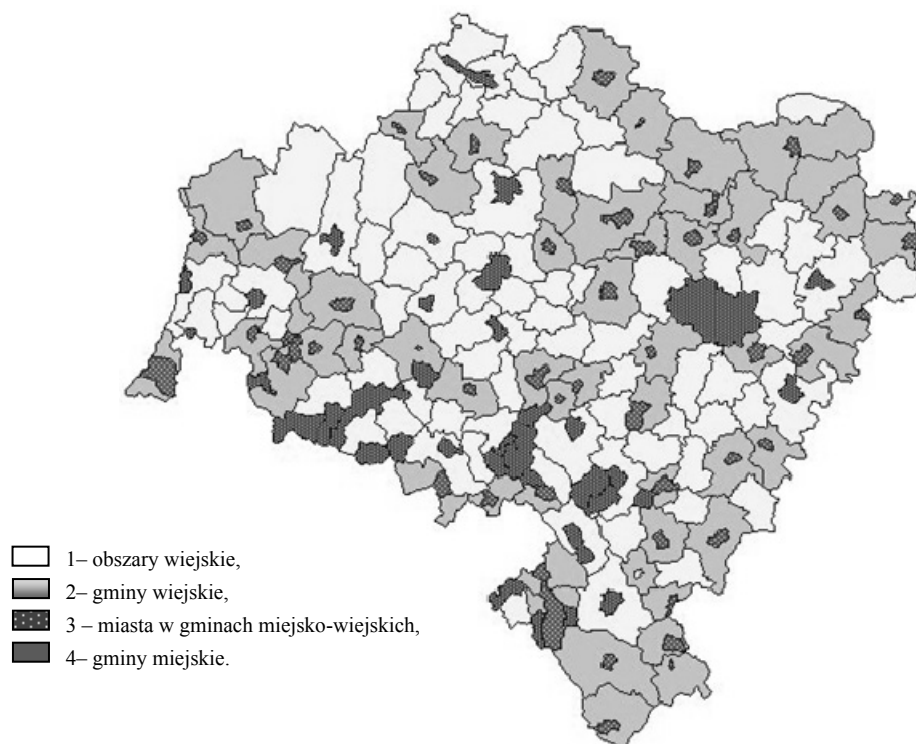 1– obszary wiejskie,
2– gminy wiejskie,
3 – miasta w gminach miejsko-wiejskich,
4– gminy miejskie.